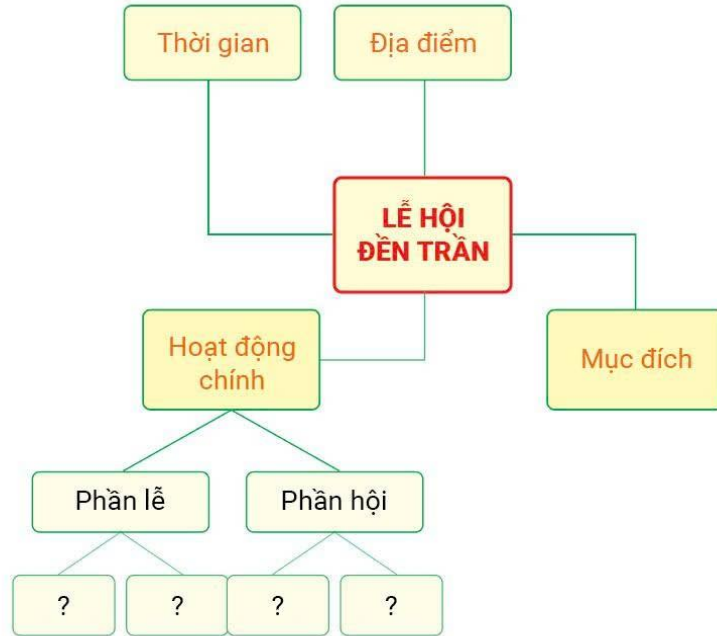 Thời gian
Địa điểm
LỄ HỘI
ĐỀN TRẦN
Hoạt động
chính
Mục đích
Phần lễ
Phần hội
?
?
?
?